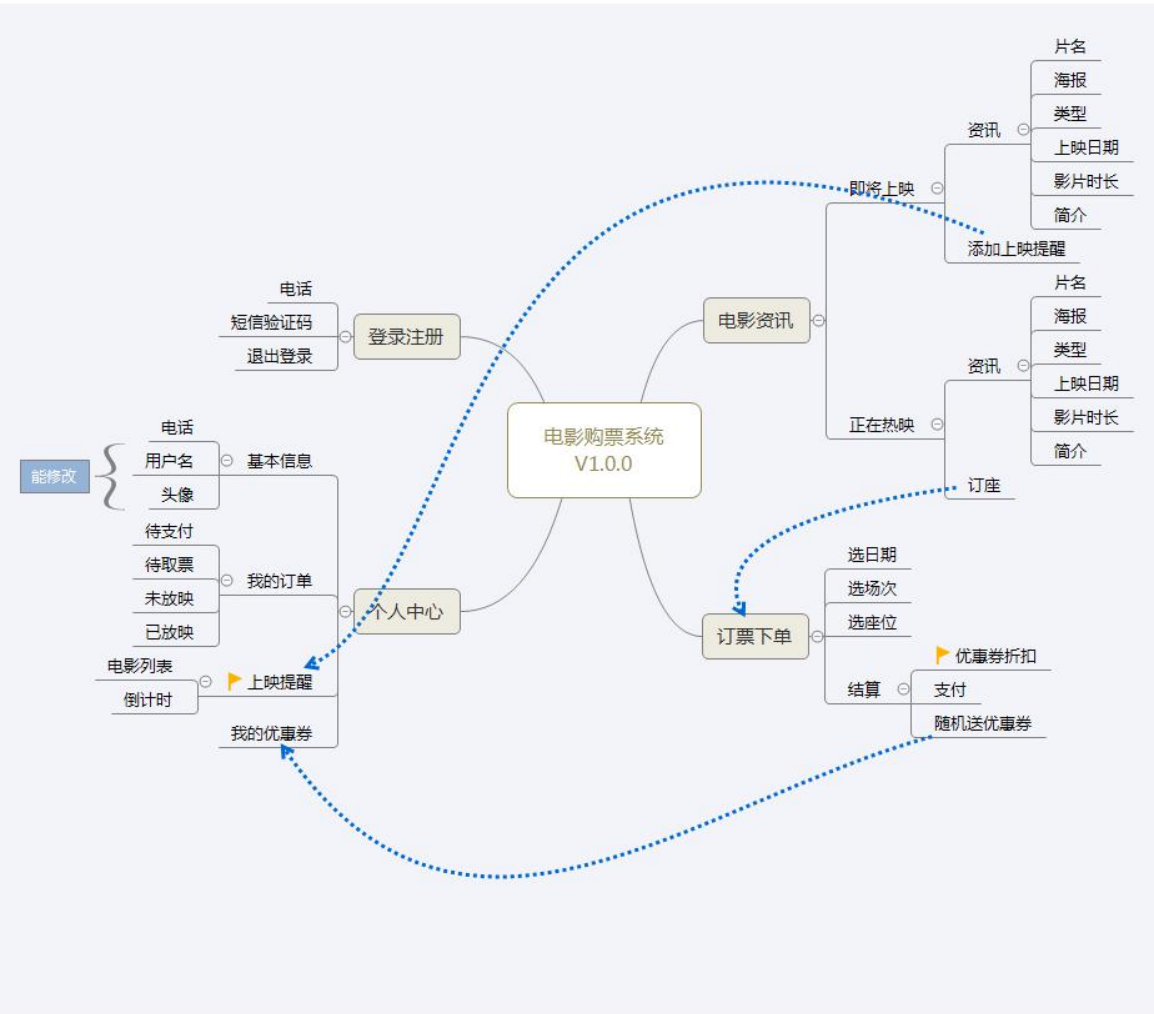 电影购票系统
V1.0.0
电影资讯
即将上映
资讯
片名
海报
类型
上映日期
影片时长
简介
添加上映提醒
正在热映
资讯
片名
海报
类型
上映日期
影片时长
简介
订座
订票下单
选日期
选场次
选座位
结算
优惠券折扣
支付
随机送优惠券
登录注册
电话
短信验证码
退出登录
个人中心
基本信息
电话
用户名
头像
能修改
我的订单
待支付
待取票
未放映
已放映
上映提醒
电影列表
倒计时
我的优惠券